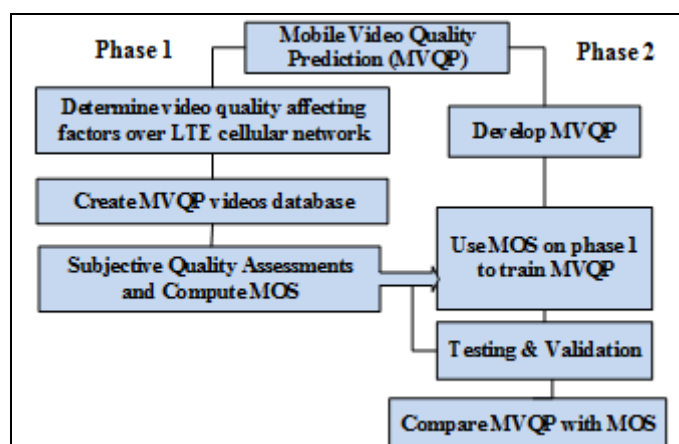 Mobile Video Quality
Prediction (MVQP)
Phase 1
Phase 2
Determine video quality affecting
factors over LTE cellular network
Create MVQP videos database
Subjective Quality Assessments
and Compute MOS
Develop MVQP
Use MOS on phase 1
to train MVQP
Testing & Validation
Compare MVQP with MOS